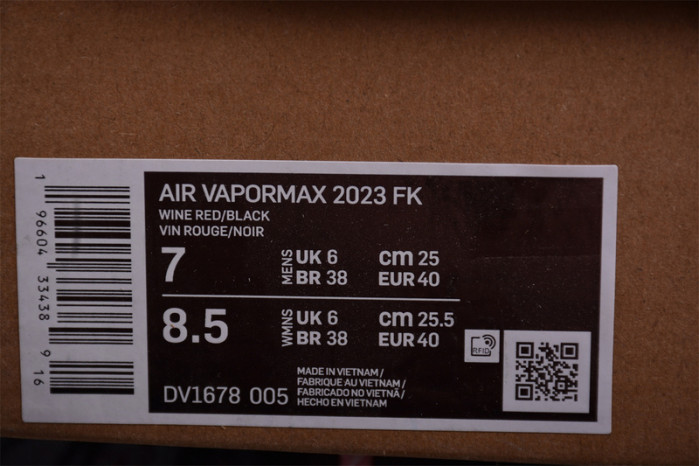 AIR VAPORMAX 2023 FK
WINE RED/BLACK
VIN ROUGE/NOIR
7 MENS UK 6 cm 25
BR 38 EUR 40
8.5 WMNS UK 6 cm 25.5
BR 38 EUR 40
RFID
MADE IN VIETNAM /
FABRIQUE AU VIETNAM /
FABRICADO NO VIETNÃ /
HECHO EN VIETNAM
DV1678 005
1 96604 33438 9 16